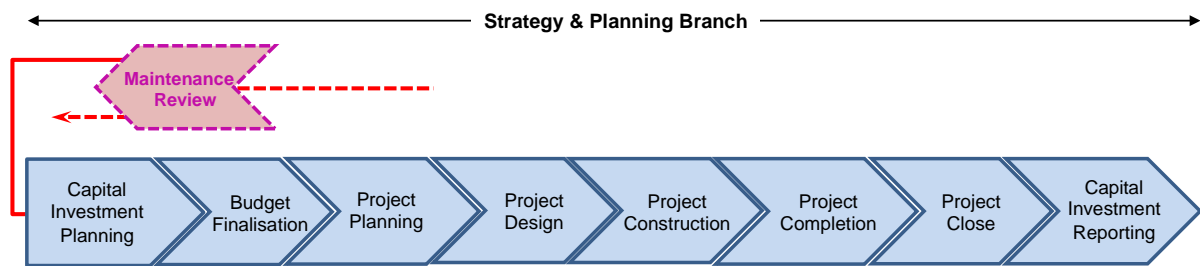 Strategy & Planning Branch
Maintenance
Review
Capital
Investment
Planning
Budget
Finalisation
Project
Planning
Project
Design
Project
Construction
Project
Completion
Project
Close
Capital
Investment
Reporting